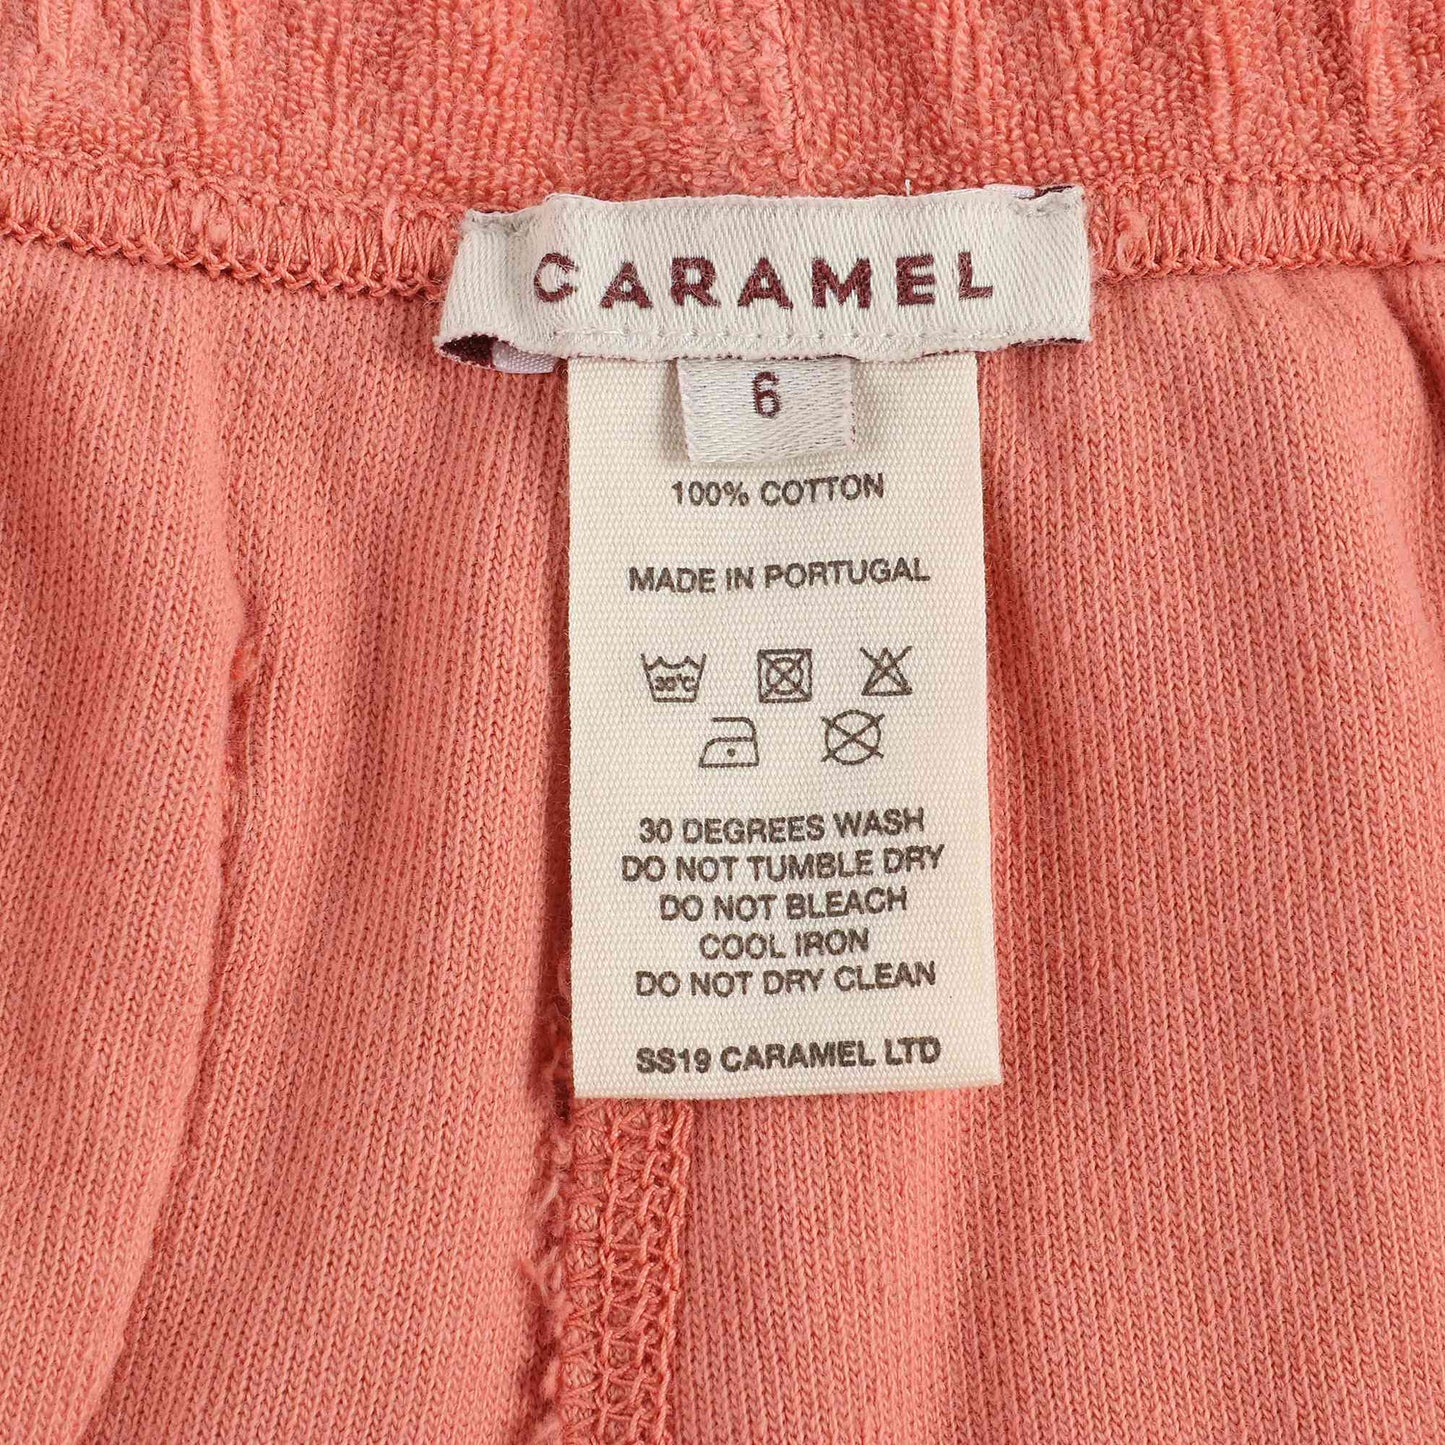 CARAMEL
6
100% COTTON
MADE IN PORTUGAL
30°C
30 DEGREES WASH
DO NOT TUMBLE DRY
DO NOT BLEACH
COOL IRON
DO NOT DRY CLEAN
SS19 CARAMEL LTD